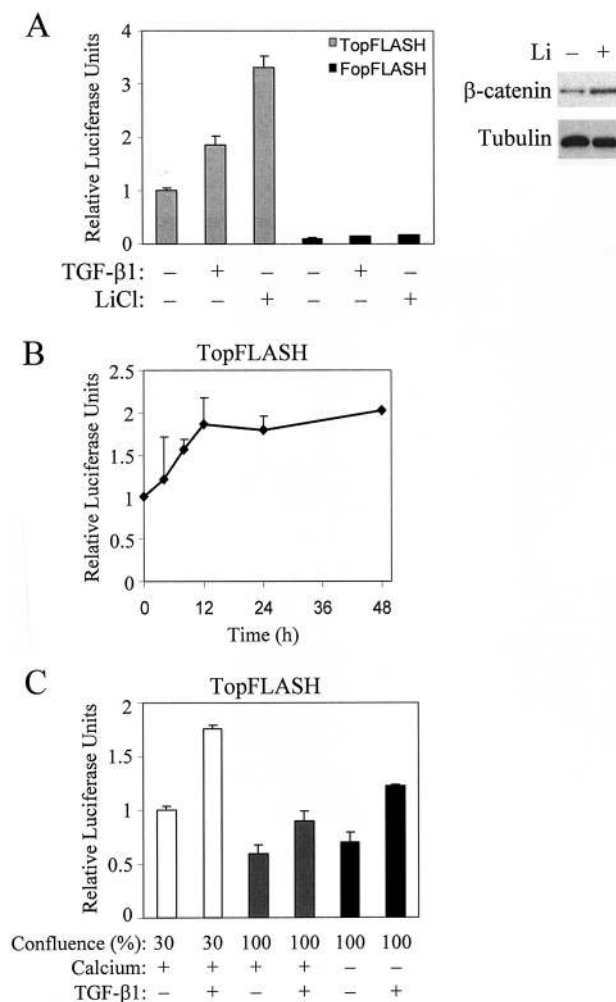 A
Relative Luciferase Units
4
3
2
1
0
TopFLASH
FopFLASH
TGF-β1: – + – – + –
LiCl: – – + – – +
Li – +
β-catenin
Tubulin
B
TopFLASH
Relative Luciferase Units
2.5
2
1.5
1
0.5
0
0 12 24 36 48
Time (h)
C
TopFLASH
Relative Luciferase Units
2
1.5
1
0.5
0
Confluence (%): 30 30 100 100 100 100
Calcium: + + + + – –
TGF-β1: – + – + – +